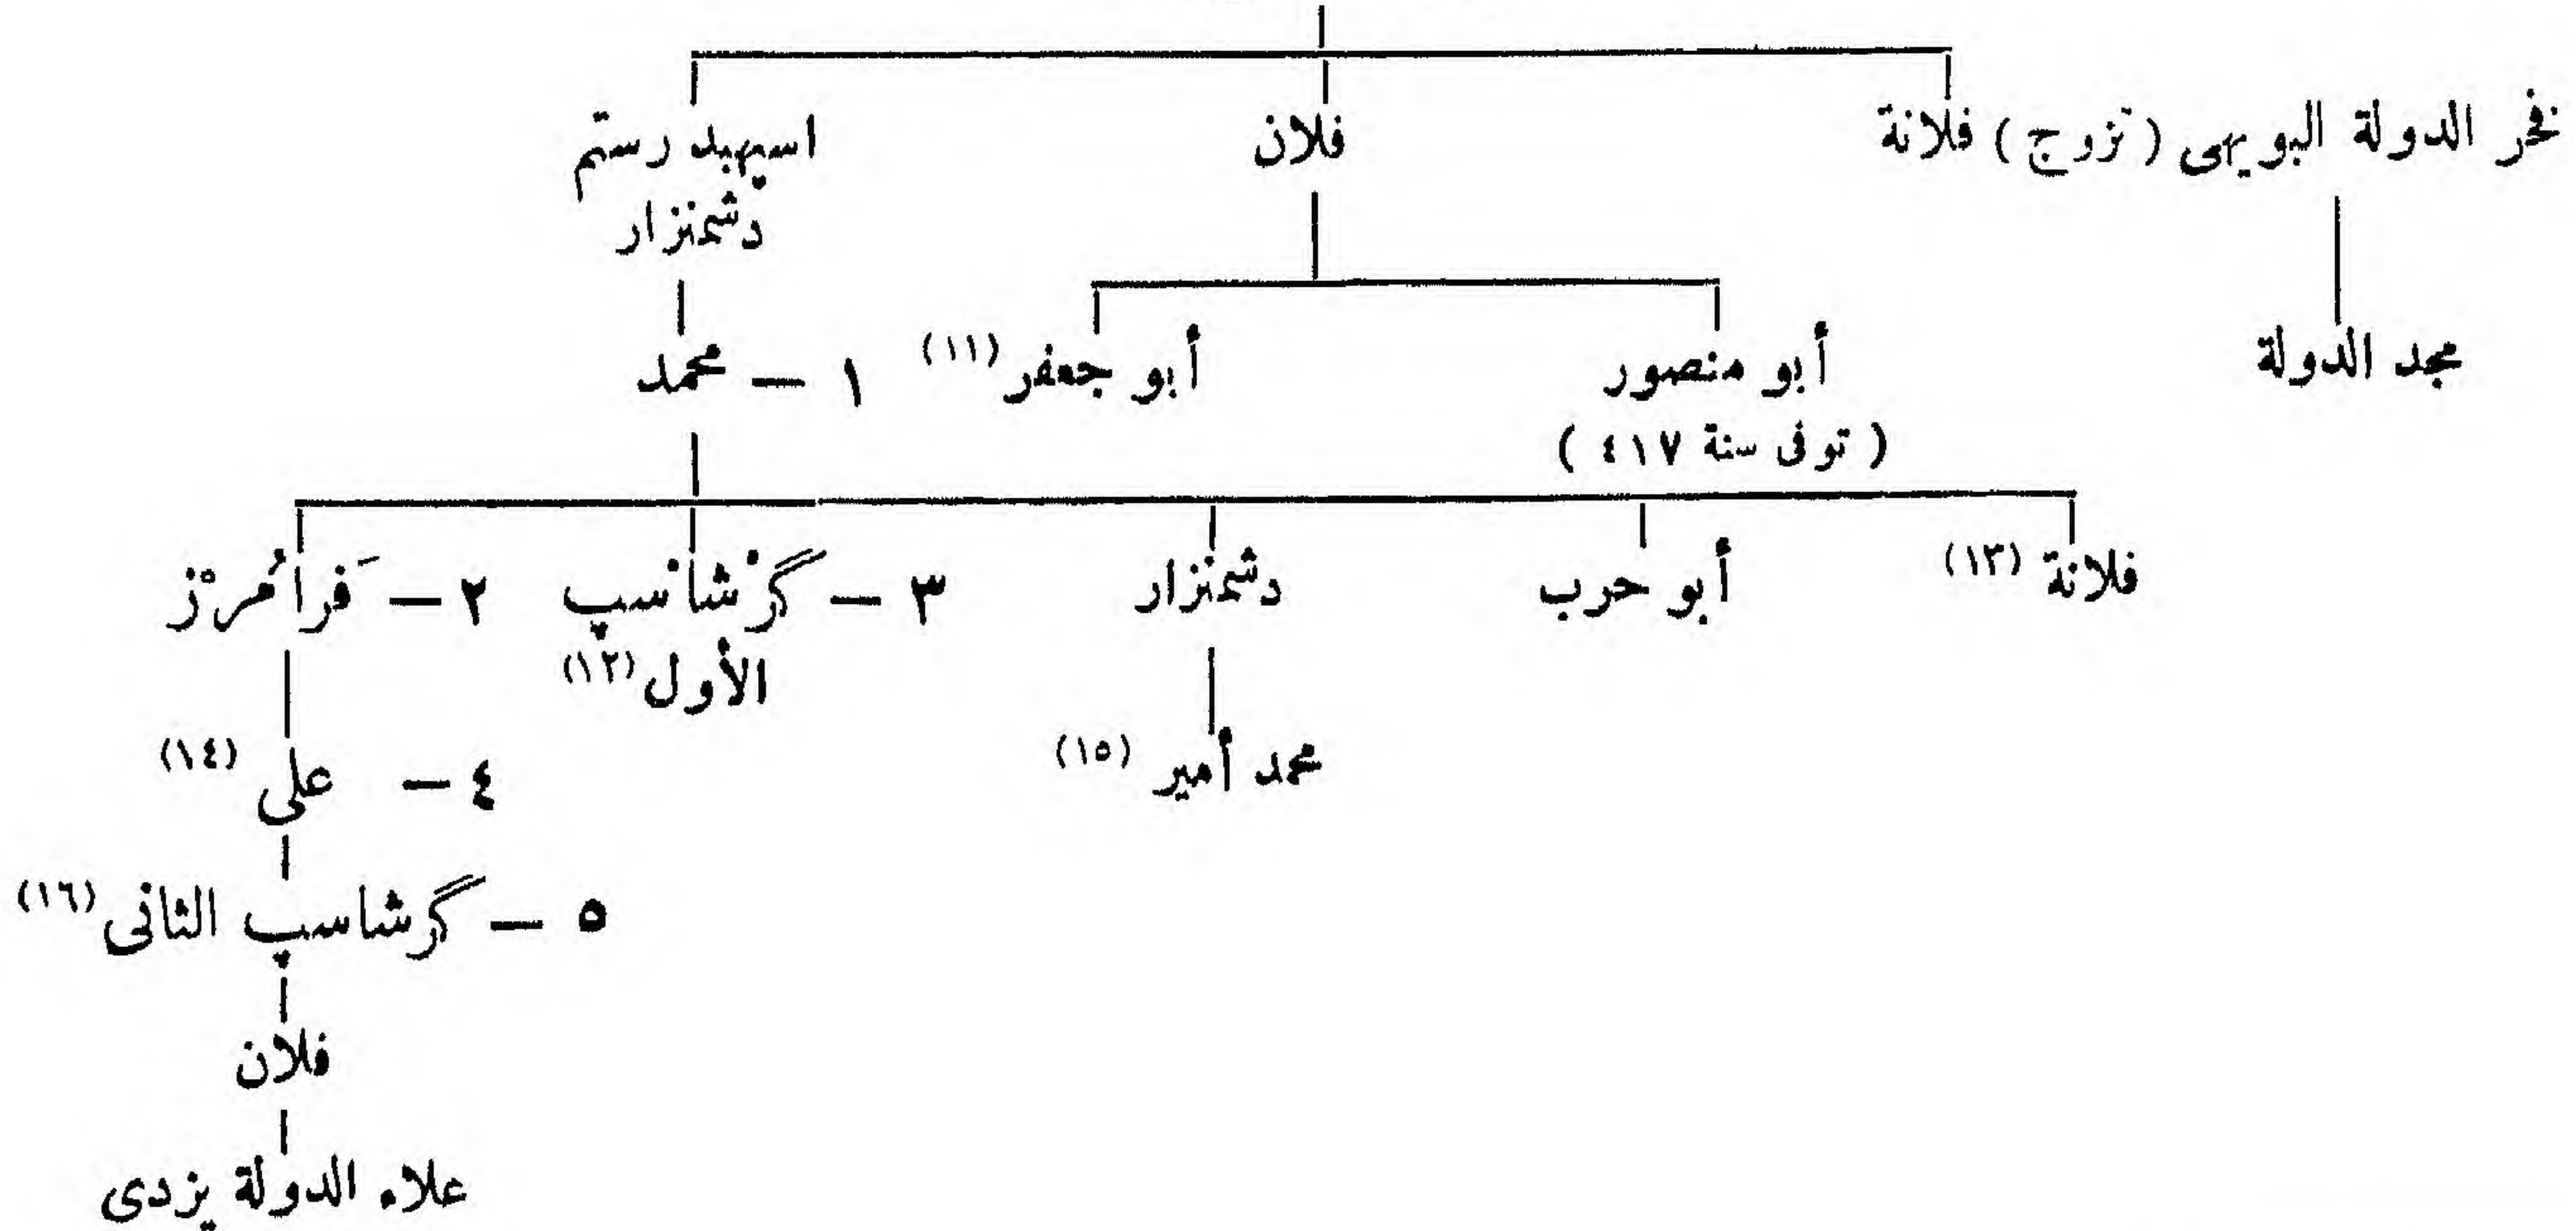 فخر الدولة البويهى ( تزوج ) فلانة
فلان
اسپهبد رستم
دشمنزار
مجد الدولة
أبو منصور
( توفى سنة ٤١٧ )
أبو جعفر (١١)
١ — محمد
فلانة (١٣)
أبو حرب
دشمنزار
٣ — گرشاسپ
الأول (١٢)
٢ — فرامرز
محمد أمير (١٥)
٤ — على (١٤)
٥ — گرشاسپ الثانى (١٦)
فلان
علاء الدولة يزدى